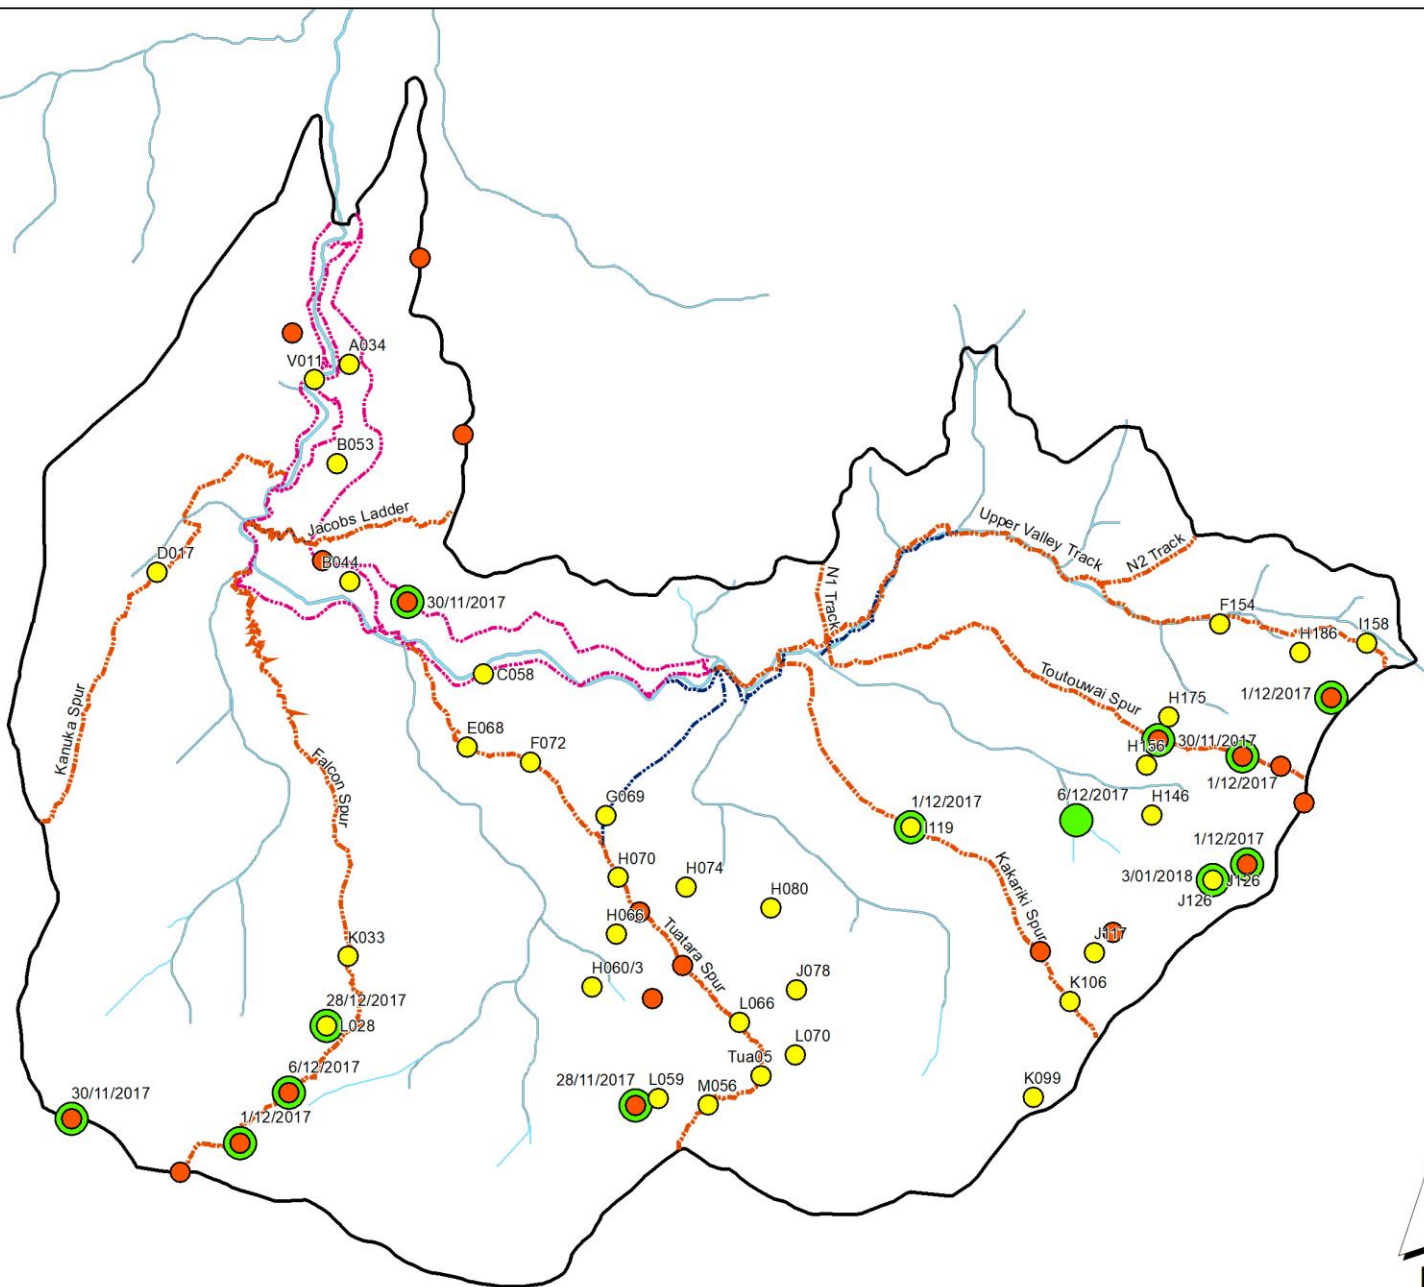 A034
V011
B053
Jacobs Ladder
D017
B044
30/11/2017
C058
Upper Valley Track
N2 Track
N1 Track
F154
I158
H186
1/12/2017
Toutouwai Spur
H175
30/11/2017
H156
1/12/2017
Kanuka Spur
E068
F072
Falcon Spur
G069
1/12/2017
I119
6/12/2017
H146
1/12/2017
3/01/2018
J126
J126
H070
H074
H080
H066
Tuatara Spur
Kakariki Spur
J117
K033
H060/3
J078
K106
28/12/2017
L028
L066
L070
Tua05
6/12/2017
28/11/2017
L059
M056
K099
30/11/2017
1/12/2017